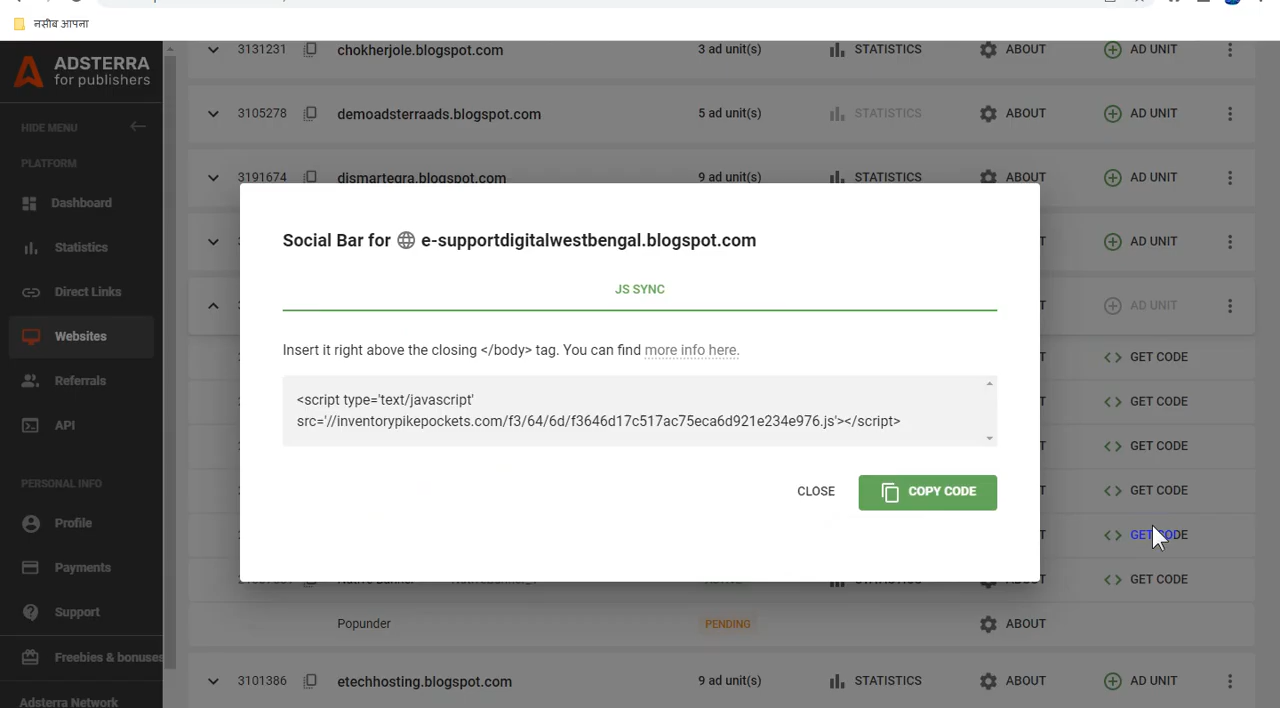 नसीब आपना
ADSTERRA
for publishers
HIDE MENU
PLATFORM
Dashboard
Statistics
Direct Links
Websites
Referrals
API
PERSONAL INFO
Profile
Payments
Support
Freebies & bonuses
Adsterra Network
3131231 chokherjole.blogspot.com 3 ad unit(s) STATISTICS ABOUT AD UNIT
3105278 demoadsterraads.blogspot.com 5 ad unit(s) STATISTICS ABOUT AD UNIT
3191674 dismartegra.blogspot.com 9 ad unit(s) STATISTICS ABOUT AD UNIT
AD UNIT
AD UNIT
Social Bar for e-supportdigitalwestbengal.blogspot.com
JS SYNC
Insert it right above the closing </body> tag. You can find more info here.
<script type='text/javascript'
src='//inventorypikepockets.com/f3/64/6d/f3646d17c517ac75eca6d921e234e976.js'></script>
CLOSE COPY CODE
GET CODE
GET CODE
GET CODE
GET CODE
GET CODE
STATISTICS ABOUT GET CODE
Popunder PENDING ABOUT
3101386 etechhosting.blogspot.com 9 ad unit(s) STATISTICS ABOUT AD UNIT